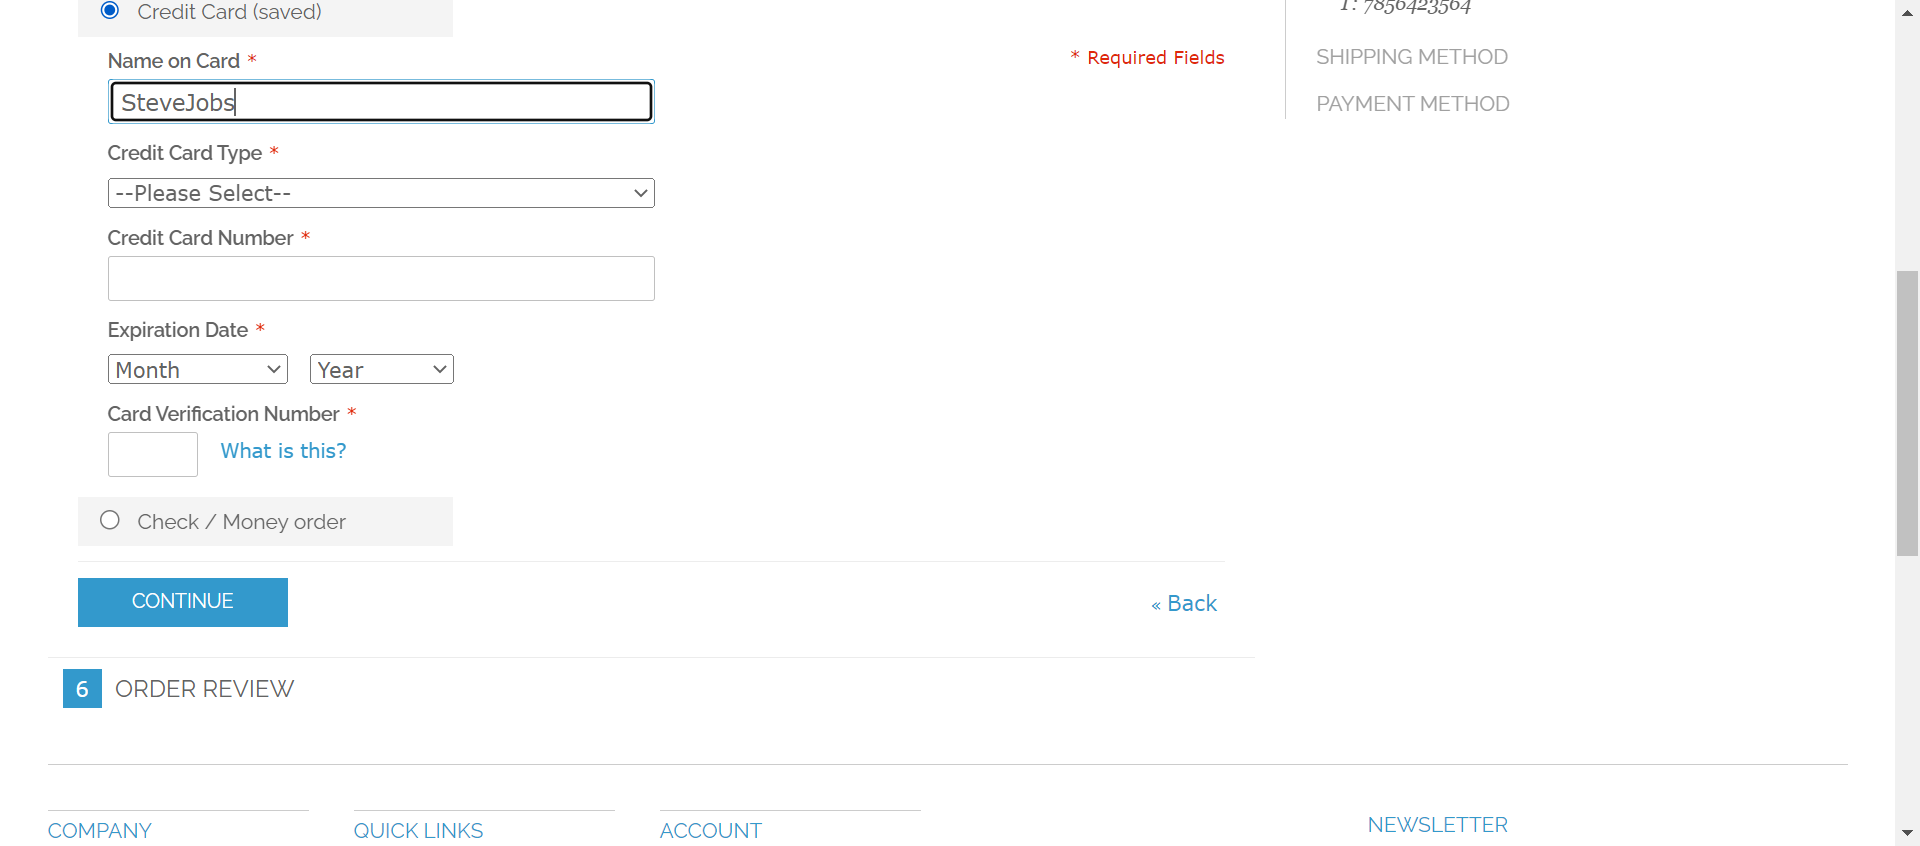 Credit Card (saved)
T: 7856423564
Name on Card *
* Required Fields
SHIPPING METHOD
SteveJobs
PAYMENT METHOD
Credit Card Type *
--Please Select--
Credit Card Number *
Expiration Date *
Month
Year
Card Verification Number *
What is this?
Check / Money order
CONTINUE
« Back
6 ORDER REVIEW
COMPANY
QUICK LINKS
ACCOUNT
NEWSLETTER